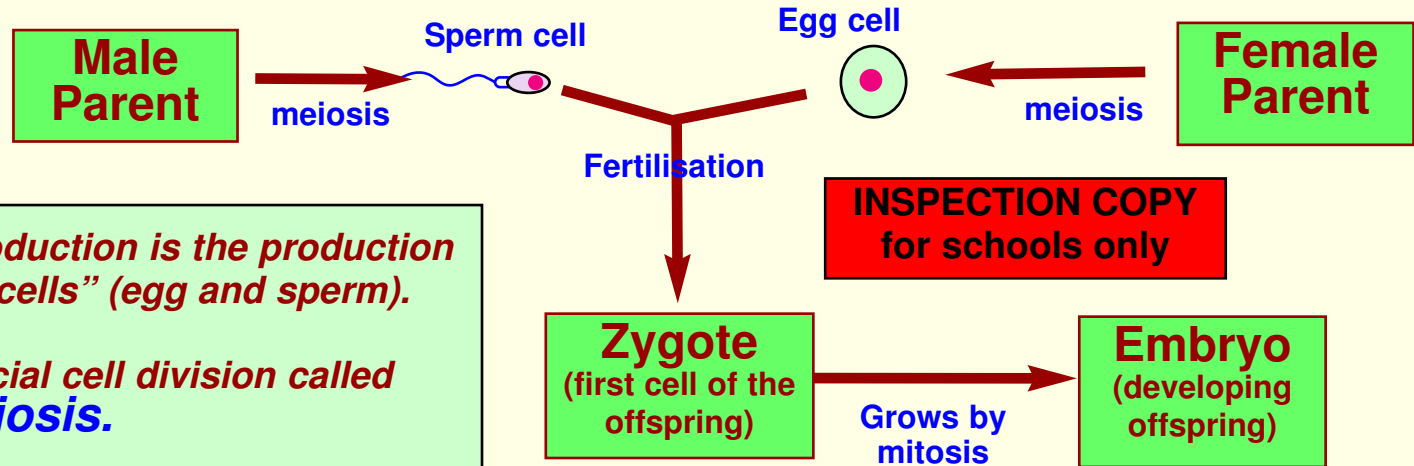 Male
Parent
meiosis
Sperm cell
Egg cell
meiosis
Female
Parent
Fertilisation
INSPECTION COPY
for schools only
oduction is the production
cells” (egg and sperm).
cial cell division called
iosis.
Zygote
(first cell of the
offspring)
Grows by
mitosis
Embryo
(developing
offspring)